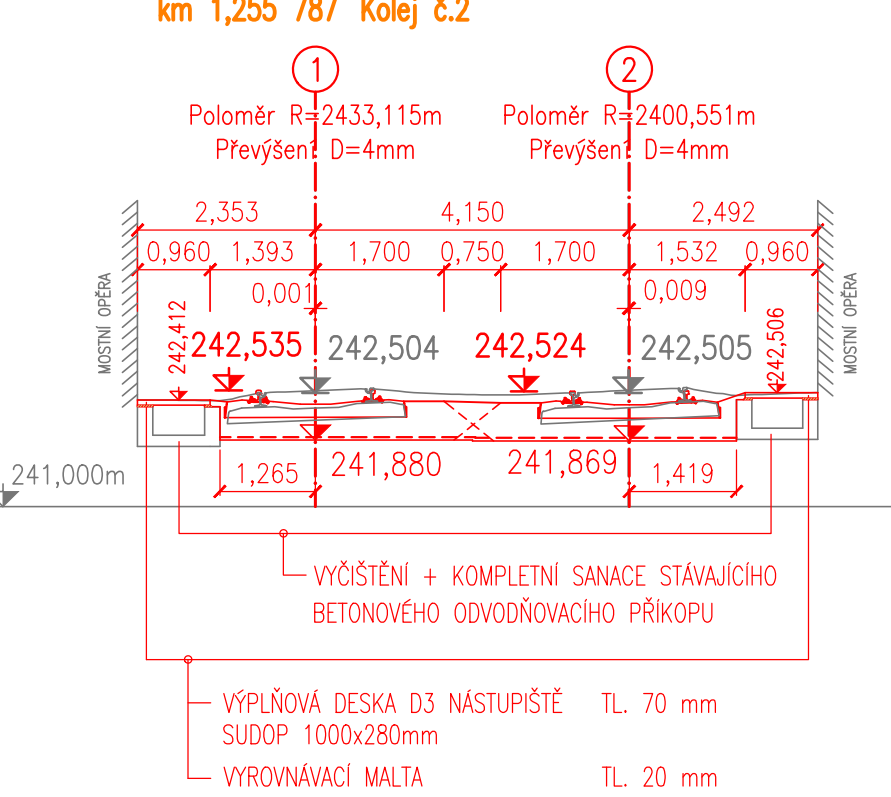 km 1,255 787 Kolej č.2
1 2
Poloměr R=2433,115m Poloměr R=2400,551m
Převýšení D=4mm Převýšení D=4mm
2,353 4,150 2,492
0,960 1,393 1,700 0,750 1,700 1,532 0,960
MOSTNÍ OPĚRA 0,001 0,009 MOSTNÍ OPĚRA
242,412 242,535 242,504 242,524 242,505 242,506
241,000m 1,265 241,880 241,869 1,419
VYČIŠTĚNÍ + KOMPLETNÍ SANACE STÁVAJÍCÍHO
BETONOVÉHO ODVODŇOVACÍHO PŘÍKOPU
VÝPLŇOVÁ DESKA D3 NÁSTUPIŠTĚ TL. 70 mm
SUDOP 1000x280mm
VYROVNÁVACÍ MALTA TL. 20 mm